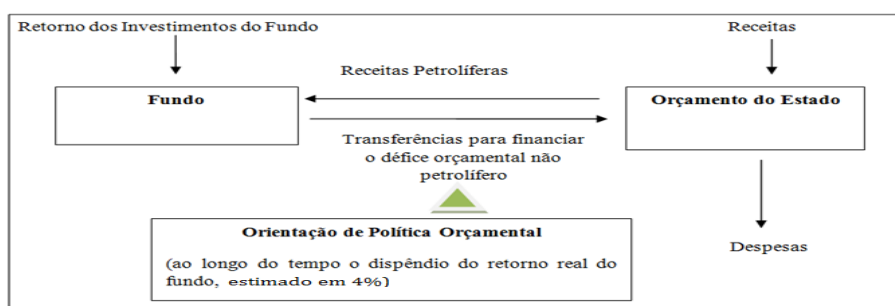 Retorno dos Investimentos do Fundo
Receitas
Receitas Petrolíferas
Fundo
Orçamento do Estado
Transferências para financiar
o défice orçamental não
petrolífero
Orientação de Política Orçamental
(ao longo do tempo o dispêndio do retorno real do
fundo, estimado em 4%)
Despesas